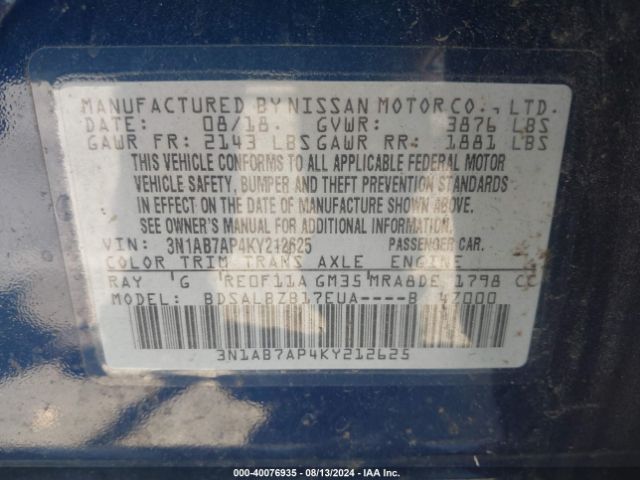 MANUFACTURED BY NISSAN MOTOR CO., LTD.
DATE: 08/18. GVWR: 3876 LBS
GAWR FR: 2143 LBS GAWR RR: 1881 LBS
THIS VEHICLE CONFORMS TO ALL APPLICABLE FEDERAL MOTOR
VEHICLE SAFETY, BUMPER AND THEFT PREVENTION STANDARDS
IN EFFECT ON THE DATE OF MANUFACTURE SHOWN ABOVE.
SEE OWNER'S MANUAL FOR ADDITIONAL INFORMATION.
VIN: 3N1AB7AP4KY212625 PASSENGER CAR.
COLOR TRIM TRANS AXLE ENGINE
RAY G RE0F11A GM35 MRA8DE 1798 CC
MODEL: BDSALBZB17EUA----B 4Z000
3N1AB7AP4KY212625
000-40076935 - 08/13/2024 - IAA Inc.